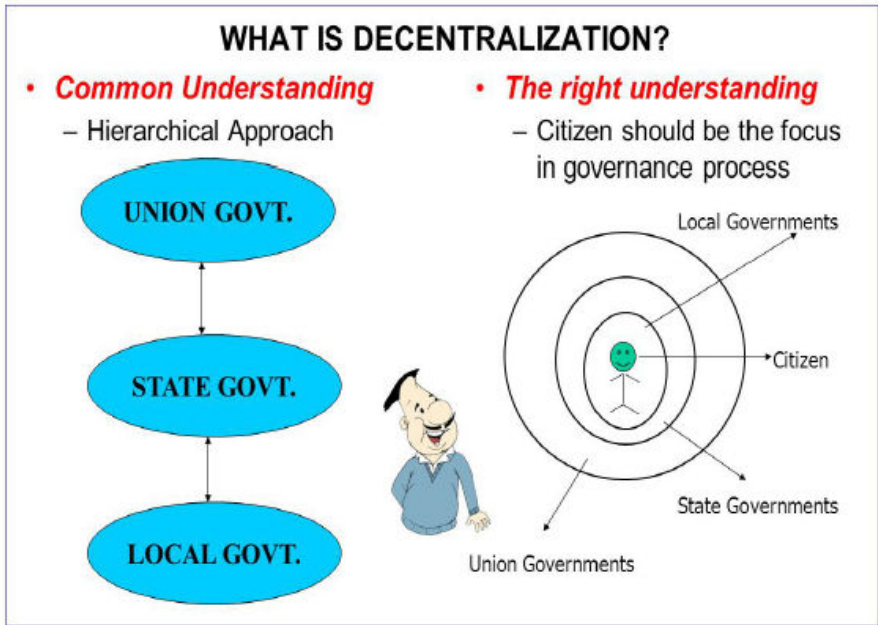 WHAT IS DECENTRALIZATION?
• Common Understanding
– Hierarchical Approach
UNION GOVT.
STATE GOVT.
LOCAL GOVT.
• The right understanding
– Citizen should be the focus
in governance process
Local Governments
Citizen
State Governments
Union Governments